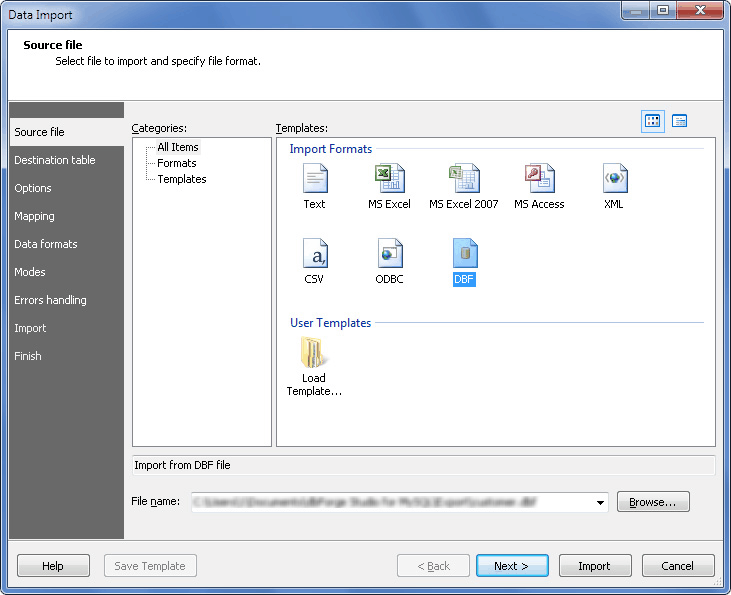 Data Import
Source file
Select file to import and specify file format.
Source file
Destination table
Options
Mapping
Data formats
Modes
Errors handling
Import
Finish
Categories:
All Items
Formats
Templates
Templates:
Import Formats
Text
MS Excel
MS Excel 2007
MS Access
XML
CSV
ODBC
DBF
User Templates
Load
Template...
Import from DBF file
File name:
Browse...
Help
Save Template
< Back
Next >
Import
Cancel